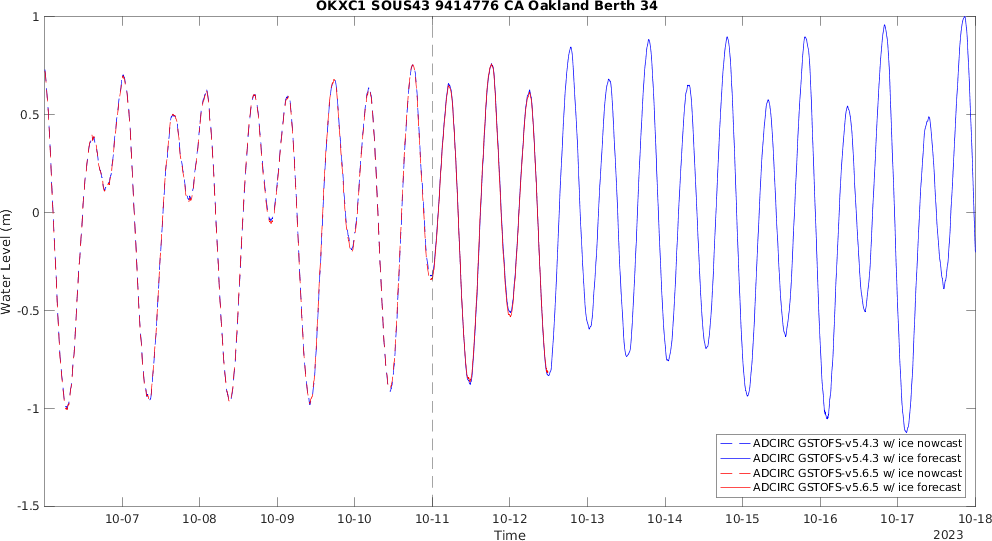 OKXC1 SOUS43 9414776 CA Oakland Berth 34
1
0.5
0
-0.5
-1
-1.5
Water Level (m)
ADCIRC GSTOFS-v5.4.3 w/ ice nowcast
ADCIRC GSTOFS-v5.4.3 w/ ice forecast
ADCIRC GSTOFS-v5.6.5 w/ ice nowcast
ADCIRC GSTOFS-v5.6.5 w/ ice forecast
10-07 10-08 10-09 10-10 10-11 10-12 10-13 10-14 10-15 10-16 10-17 10-18
Time
2023